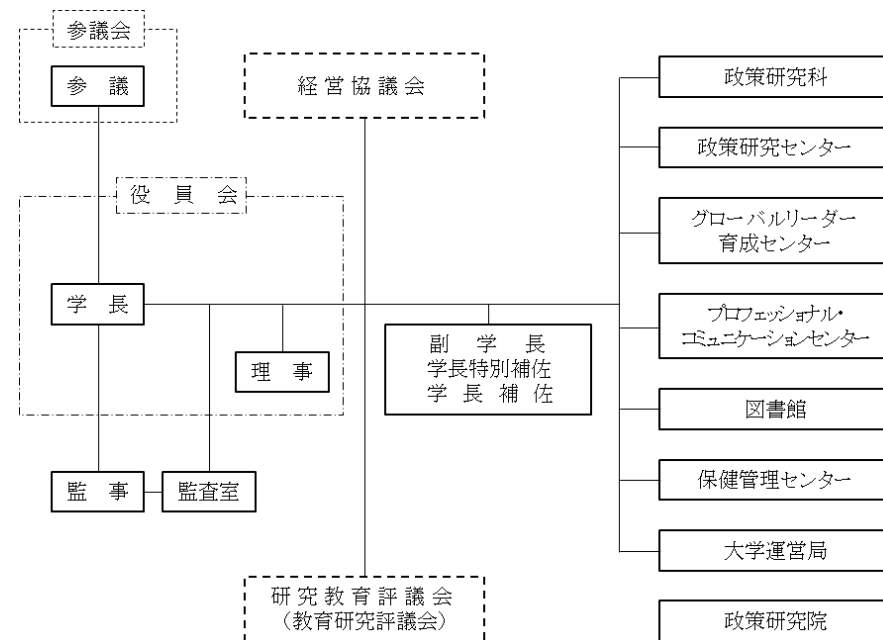 参議会
参議
経営協議会
役員会
学長
理事
監事
監査室
副学長
学長特別補佐
学長補佐
研究教育評議会
（教育研究評議会）
政策研究科
政策研究センター
グローバルリーダー
育成センター
プロフェッショナル・
コミュニケーションセンター
図書館
保健管理センター
大学運営局
政策研究院